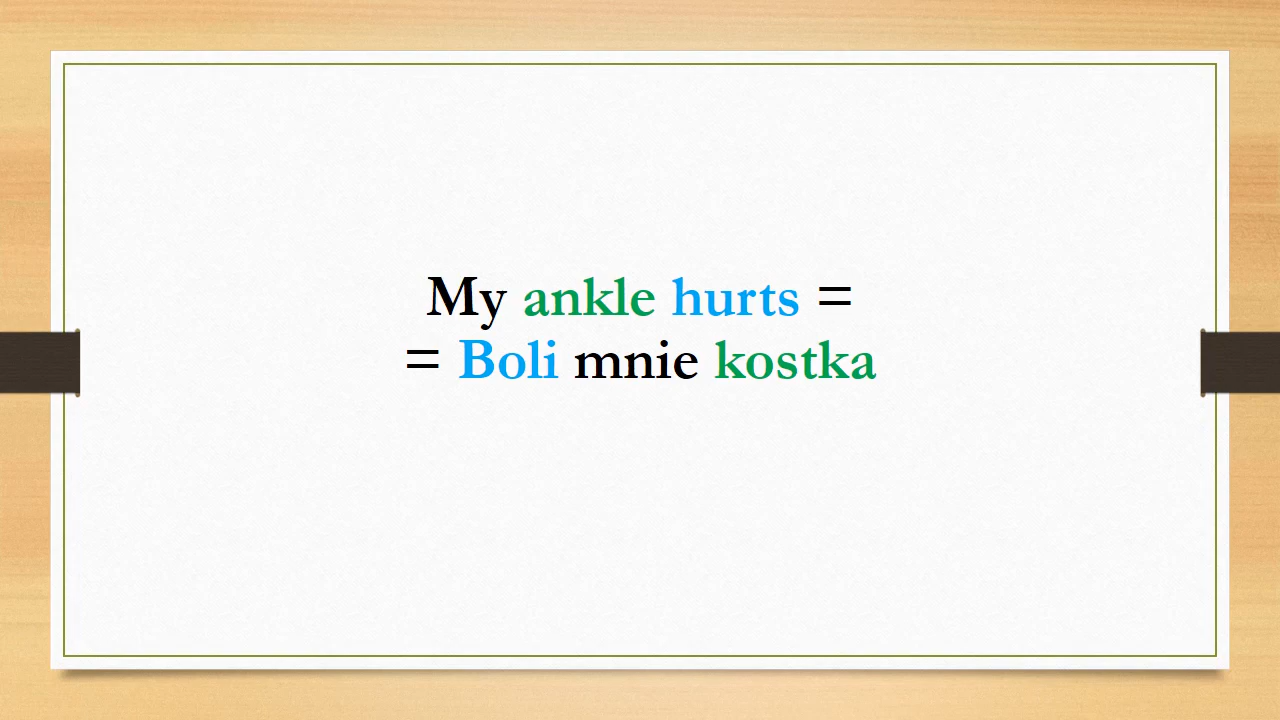 My ankle hurts =
= Boli mnie kostka